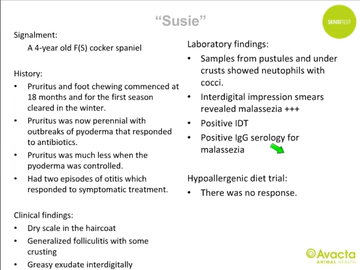 "Susie"
SENSITEST
Signalment:
A 4-year old F(S) cocker spaniel
History:
• Pruritus and foot chewing commenced at
18 months and for the first season
cleared in the winter.
• Pruritus was now perennial with
outbreaks of pyoderma that responded
to antibiotics.
• Pruritus was much less when the
pyoderma was controlled.
• Had two episodes of otitis which
responded to symptomatic treatment.
Clinical findings:
• Dry scale in the haircoat
• Generalized folliculitis with some
crusting
• Greasy exudate interdigitally
Laboratory findings:
• Samples from pustules and under
crusts showed neutophils with
cocci.
• Interdigital impression smears
revealed malassezia +++
• Positive IDT
• Positive IgG serology for
malassezia
Hypoallergenic diet trial:
• There was no response.
Avacta
ANIMAL HEALTH